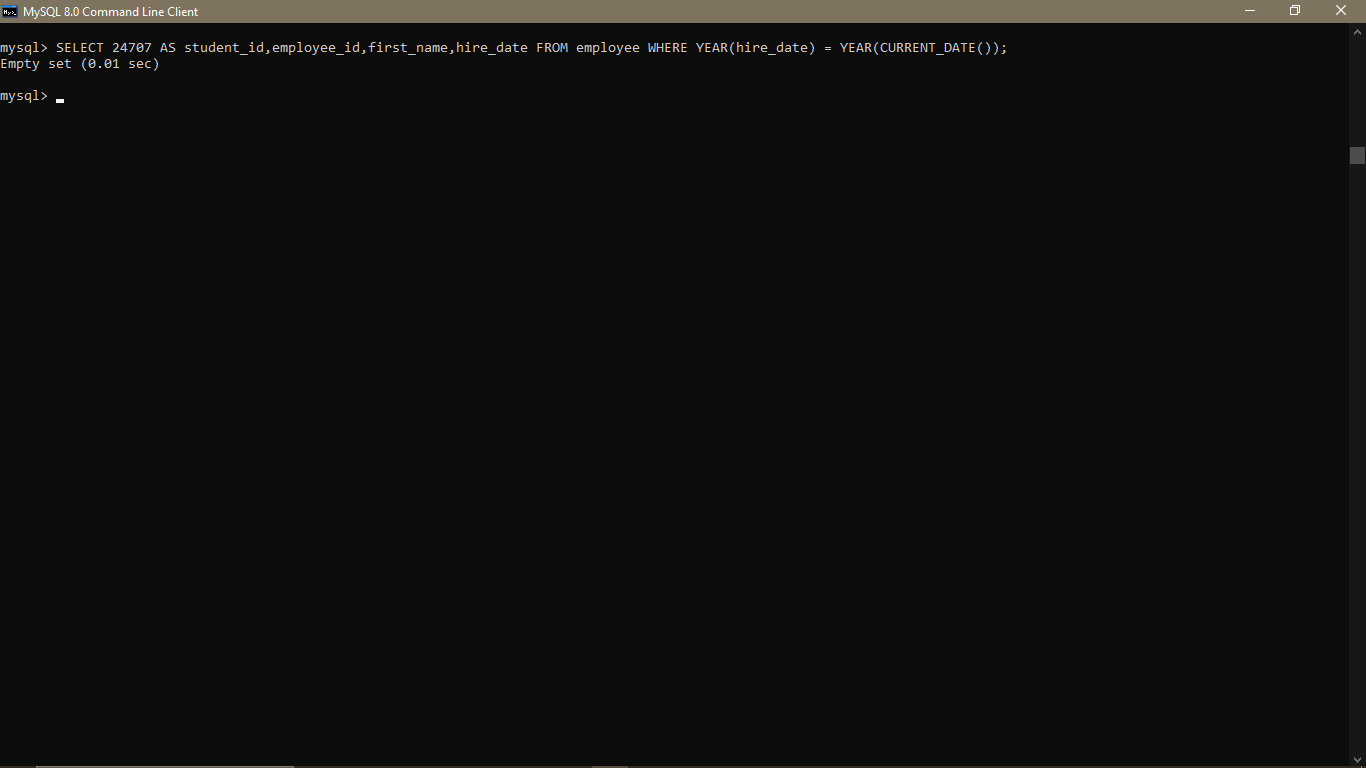 MySQL 8.0 Command Line Client
mysql> SELECT 24707 AS student_id,employee_id,first_name,hire_date FROM employee WHERE YEAR(hire_date) = YEAR(CURRENT_DATE());
Empty set (0.01 sec)
mysql>